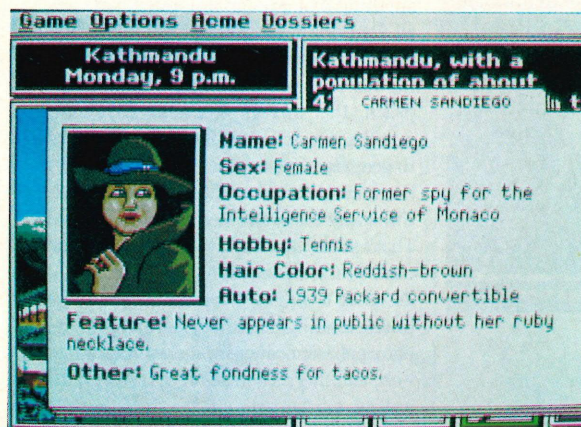 Game Options Acme Dossiers
Kathmandu
Monday, 9 p.m.
Kathmandu, with a
population of about
CARMEN SANDIEGO
Name: Carmen Sandiego
Sex: Female
Occupation: Former spy for the
Intelligence Service of Monaco
Hobby: Tennis
Hair Color: Reddish-brown
Auto: 1939 Packard convertible
Feature: Never appears in public without her ruby
necklace.
Other: Great fondness for tacos.